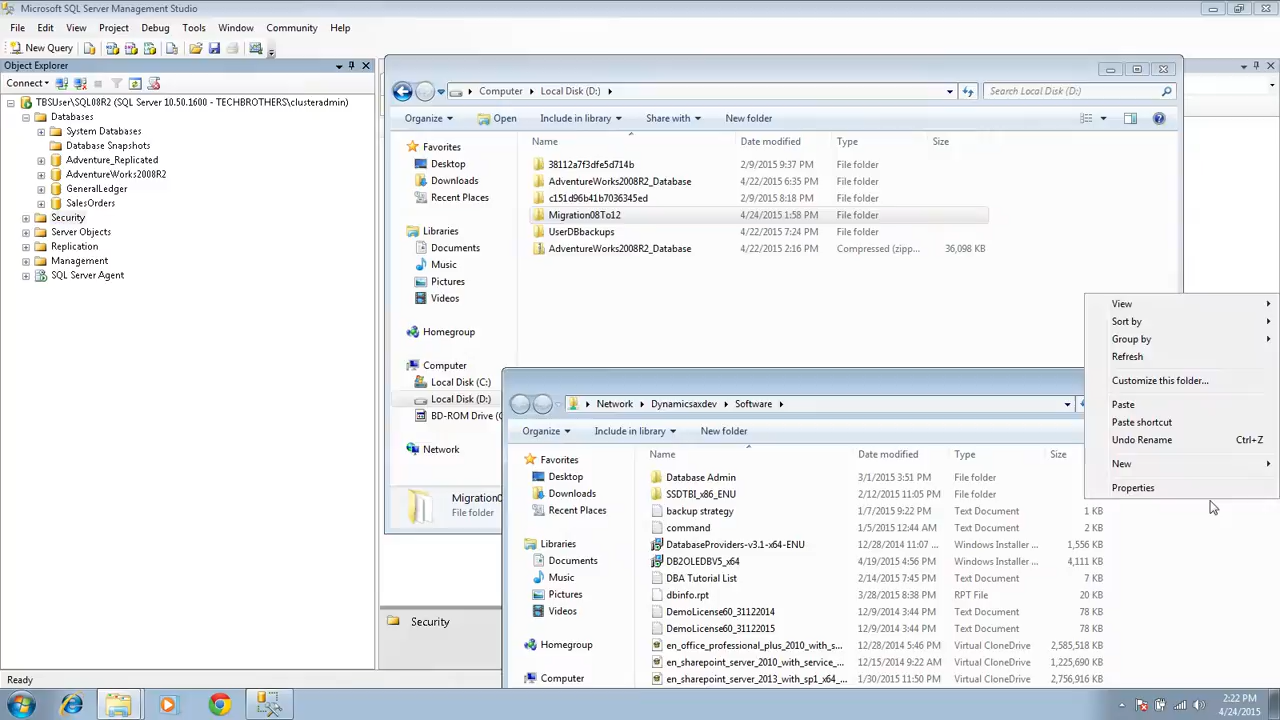 Microsoft SQL Server Management Studio
File Edit View Project Debug Tools Window Community Help
New Query
Object Explorer
Connect
TBSUser\SQL08R2 (SQL Server 10.50.1600 - TECHBROTHERS\clusteradmin)
Databases
System Databases
Database Snapshots
Adventure_Replicated
AdventureWorks2008R2
GeneralLedger
SalesOrders
Security
Server Objects
Replication
Management
SQL Server Agent
Computer Local Disk (D:)
Search Local Disk (D:)
Organize Open Include in library Share with New folder
Name Date modified Type Size
Favorites
Desktop
Downloads
Recent Places
Libraries
Documents
Music
Pictures
Videos
Homegroup
Computer
Local Disk (C:)
Local Disk (D:)
BD-ROM Drive (
Network
38112a7f3dfe5d714b 2/9/2015 9:37 PM File folder
AdventureWorks2008R2_Database 4/22/2015 6:35 PM File folder
c151d96b41b7036345ed 2/9/2015 8:18 PM File folder
Migration08To12 4/24/2015 1:58 PM File folder
UserDBbackups 4/22/2015 7:24 PM File folder
AdventureWorks2008R2_Database 4/22/2015 2:16 PM Compressed (zipp... 36,098 KB
Migration0
File folder
View
Sort by
Group by
Refresh
Customize this folder...
Paste
Paste shortcut
Undo Rename Ctrl+Z
New
Properties
Network Dynamicsaxdev Software
Organize Include in library New folder
Name Date modified Type Size
Favorites
Desktop
Downloads
Recent Places
Libraries
Documents
Music
Pictures
Videos
Homegroup
Computer
Database Admin 3/1/2015 3:51 PM File folder
SSDTBI_x86_ENU 2/12/2015 11:05 PM File folder
backup strategy 1/7/2015 9:22 PM Text Document 1 KB
command 1/5/2015 12:44 AM Text Document 2 KB
DatabaseProviders-v3.1-x64-ENU 12/28/2014 11:07 ... Windows Installer ... 1,556 KB
DB2OLEDBV5_x64 4/19/2015 4:56 PM Windows Installer ... 4,111 KB
DBA Tutorial List 2/14/2015 7:45 PM Text Document 7 KB
dbinfo.rpt 3/28/2015 8:38 PM RPT File 20 KB
DemoLicense60_31122014 12/9/2014 3:44 PM Text Document 78 KB
DemoLicense60_31122015 12/9/2014 3:44 PM Text Document 78 KB
en_office_professional_plus_2010_with_s... 12/28/2014 5:46 PM Virtual CloneDrive 2,585,518 KB
en_sharepoint_server_2010_with_service_... 12/15/2014 9:22 AM Virtual CloneDrive 1,225,690 KB
en_sharepoint_server_2013_with_sp1_x64_... 1/30/2015 11:50 PM Virtual CloneDrive 2,756,916 KB
Security
Ready
2:22 PM
4/24/2015